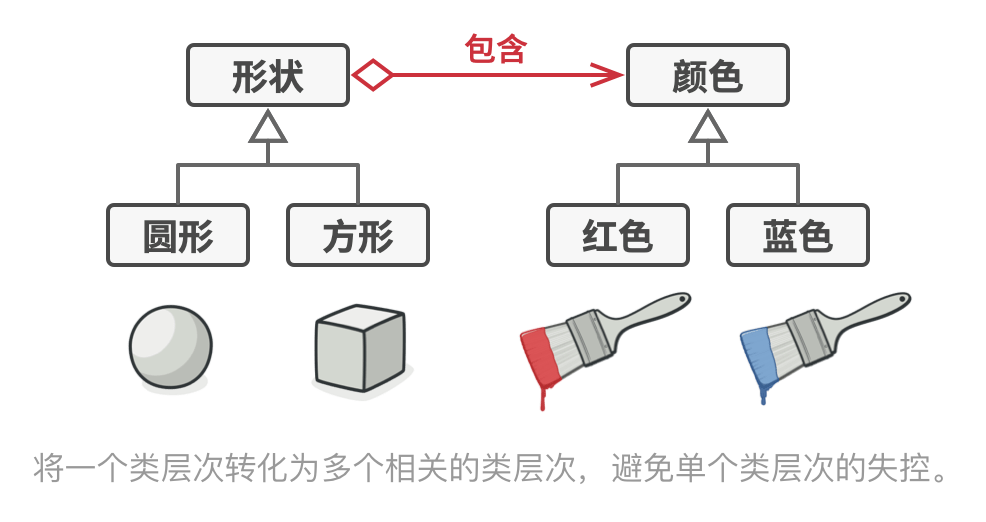 包含
形状
颜色
圆形
方形
红色
蓝色
将一个类层次转化为多个相关的类层次，避免单个类层次的失控。